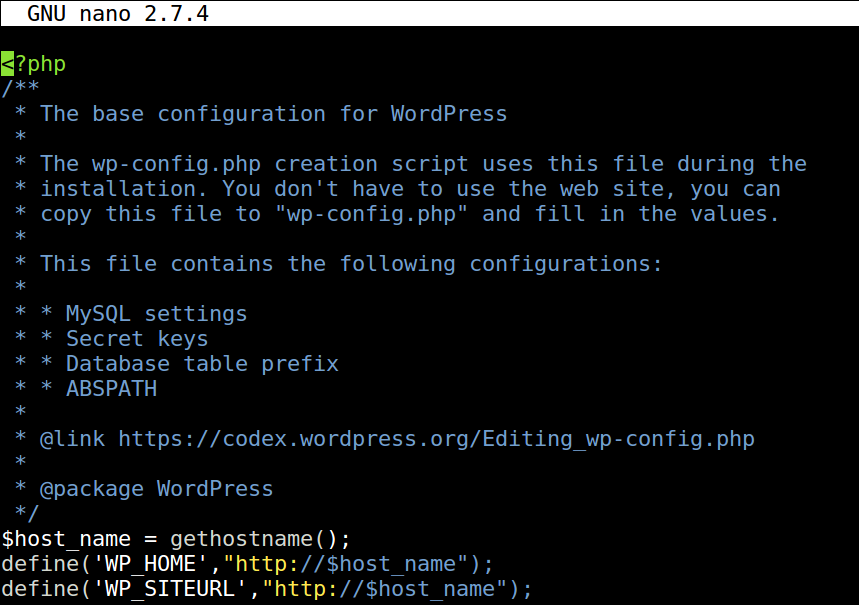 GNU nano 2.7.4
<?php
/**
 * The base configuration for WordPress
 *
 * The wp-config.php creation script uses this file during the
 * installation. You don't have to use the web site, you can
 * copy this file to "wp-config.php" and fill in the values.
 *
 * This file contains the following configurations:
 *
 * * MySQL settings
 * * Secret keys
 * * Database table prefix
 * * ABSPATH
 *
 * @link https://codex.wordpress.org/Editing_wp-config.php
 *
 * @package WordPress
 */
$host_name = gethostname();
define('WP_HOME',"http://$host_name");
define('WP_SITEURL',"http://$host_name");